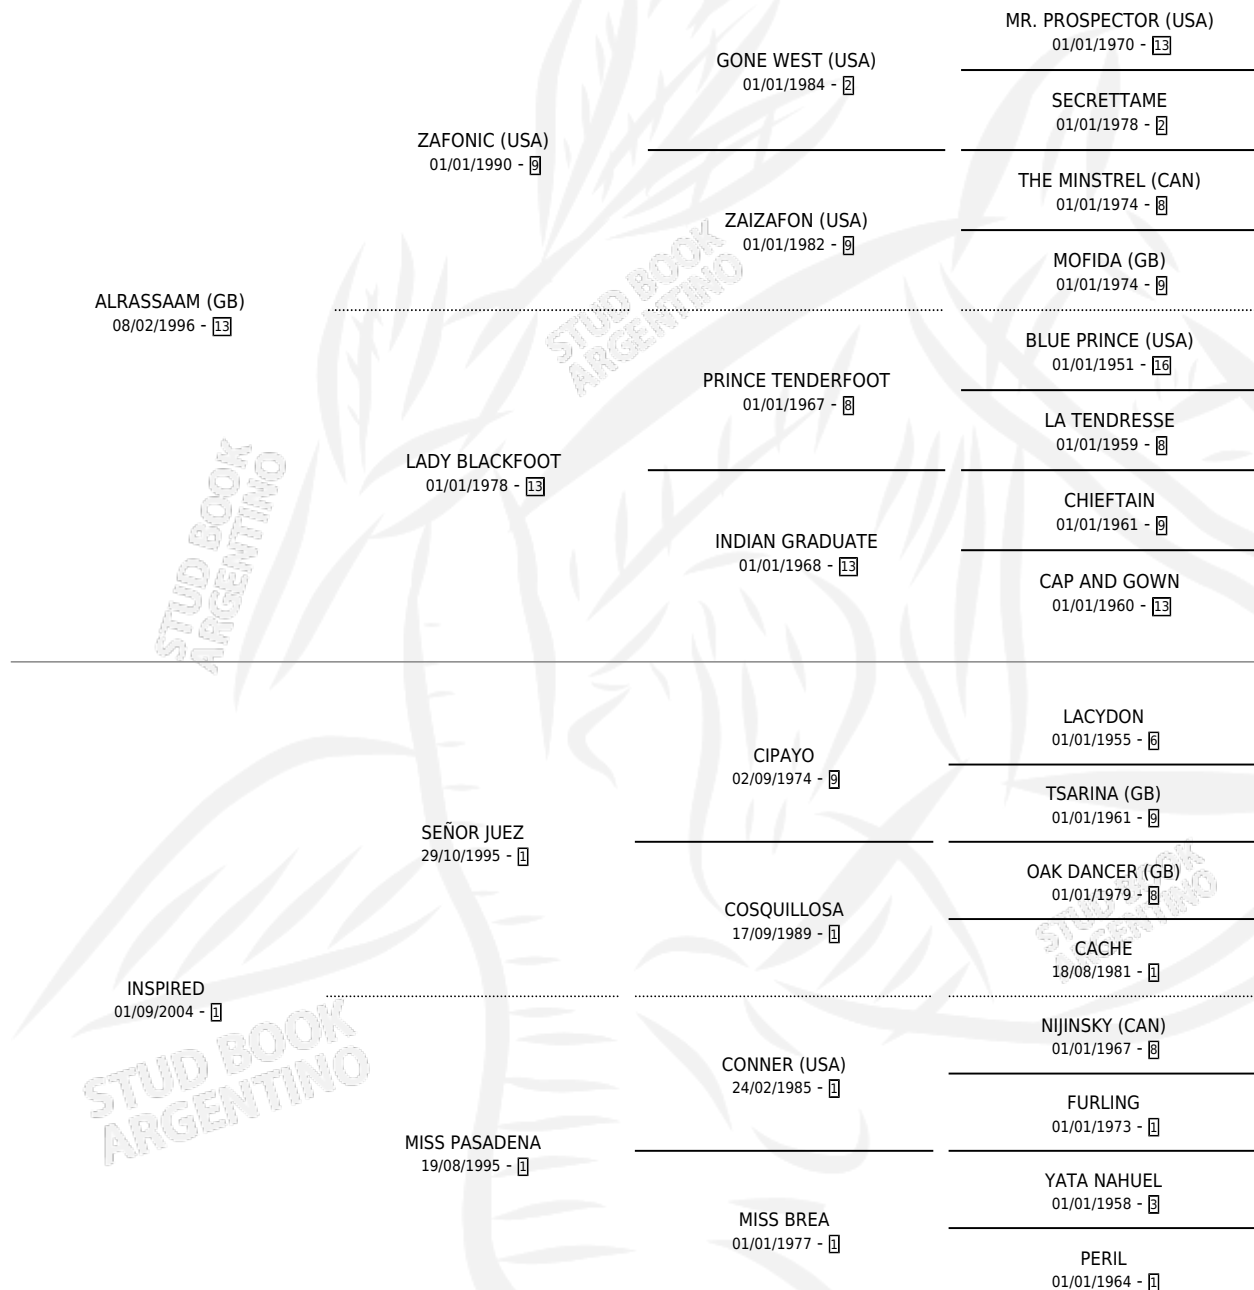 MR. PROSPECTOR (USA)
01/01/1970 - 13
GONE WEST (USA)
01/01/1984 - 2
SECRETTAME
01/01/1978 - 2
ZAFONIC (USA)
01/01/1990 - 9
THE MINSTREL (CAN)
01/01/1974 - 8
ZAIZAFON (USA)
01/01/1982 - 9
MOFIDA (GB)
01/01/1974 - 9
ALRASSAAM (GB)
08/02/1996 - 13
STUD BOOK
ARGENTINO
BLUE PRINCE (USA)
01/01/1951 - 16
PRINCE TENDERFOOT
01/01/1967 - 8
LA TENDRESSE
01/01/1959 - 8
LADY BLACKFOOT
01/01/1978 - 13
CHIEFTAIN
01/01/1961 - 9
INDIAN GRADUATE
01/01/1968 - 13
CAP AND GOWN
01/01/1960 - 13
STUD BOOK
ARGENTINO
LACYDON
01/01/1955 - 6
CIPAYO
02/09/1974 - 9
TSARINA (GB)
01/01/1961 - 9
SEÑOR JUEZ
29/10/1995 - 1
OAK DANCER (GB)
01/01/1979 - 8
COSQUILLOSA
17/09/1989 - 1
CACHE
18/08/1981 - 1
STUD BOOK
ARGENTINO
INSPIRED
01/09/2004 - 1
NIJINSKY (CAN)
01/01/1967 - 8
CONNER (USA)
24/02/1985 - 1
FURLING
01/01/1973 - 1
STUD BOOK
ARGENTINO
MISS PASADENA
19/08/1995 - 1
YATA NAHUEL
01/01/1958 - 3
MISS BREA
01/01/1977 - 1
PERIL
01/01/1964 - 1